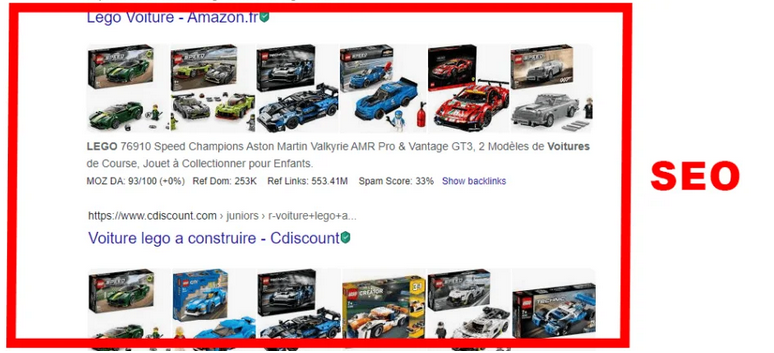 Lego Voiture - Amazon.fr
LEGO 76910 Speed Champions Aston Martin Valkyrie AMR Pro & Vantage GT3, 2 Modèles de Voitures
de Course, Jouet à Collectionner pour Enfants.
MOZ DA: 93/100 (+0%) Ref Dom: 253K Ref Links: 553.41M Spam Score: 33% Show backlinks
SEO
https://www.cdiscount.com › juniors › r-voiture+lego+a...
Voiture lego a construire - Cdiscount